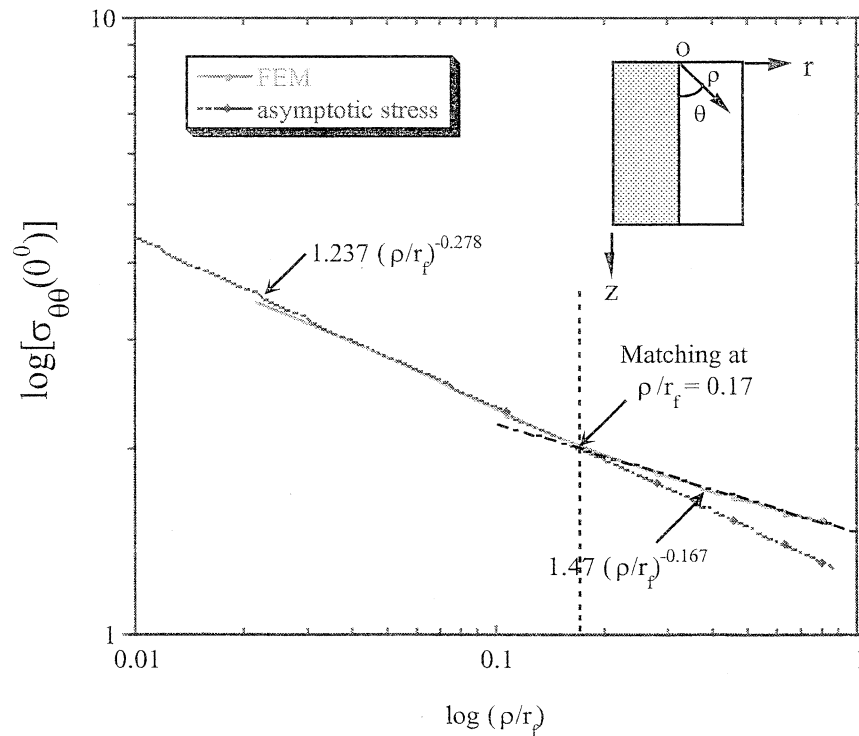 10
FEM
asymptotic stress
O
r
ρ
θ
z
1.237 (ρ/r_f)^-0.278
Matching at
ρ/r_f = 0.17
1.47 (ρ/r_f)^-0.167
log[σ_θθ(0^0)]
1
0.01
0.1
1
log (ρ/r_f)